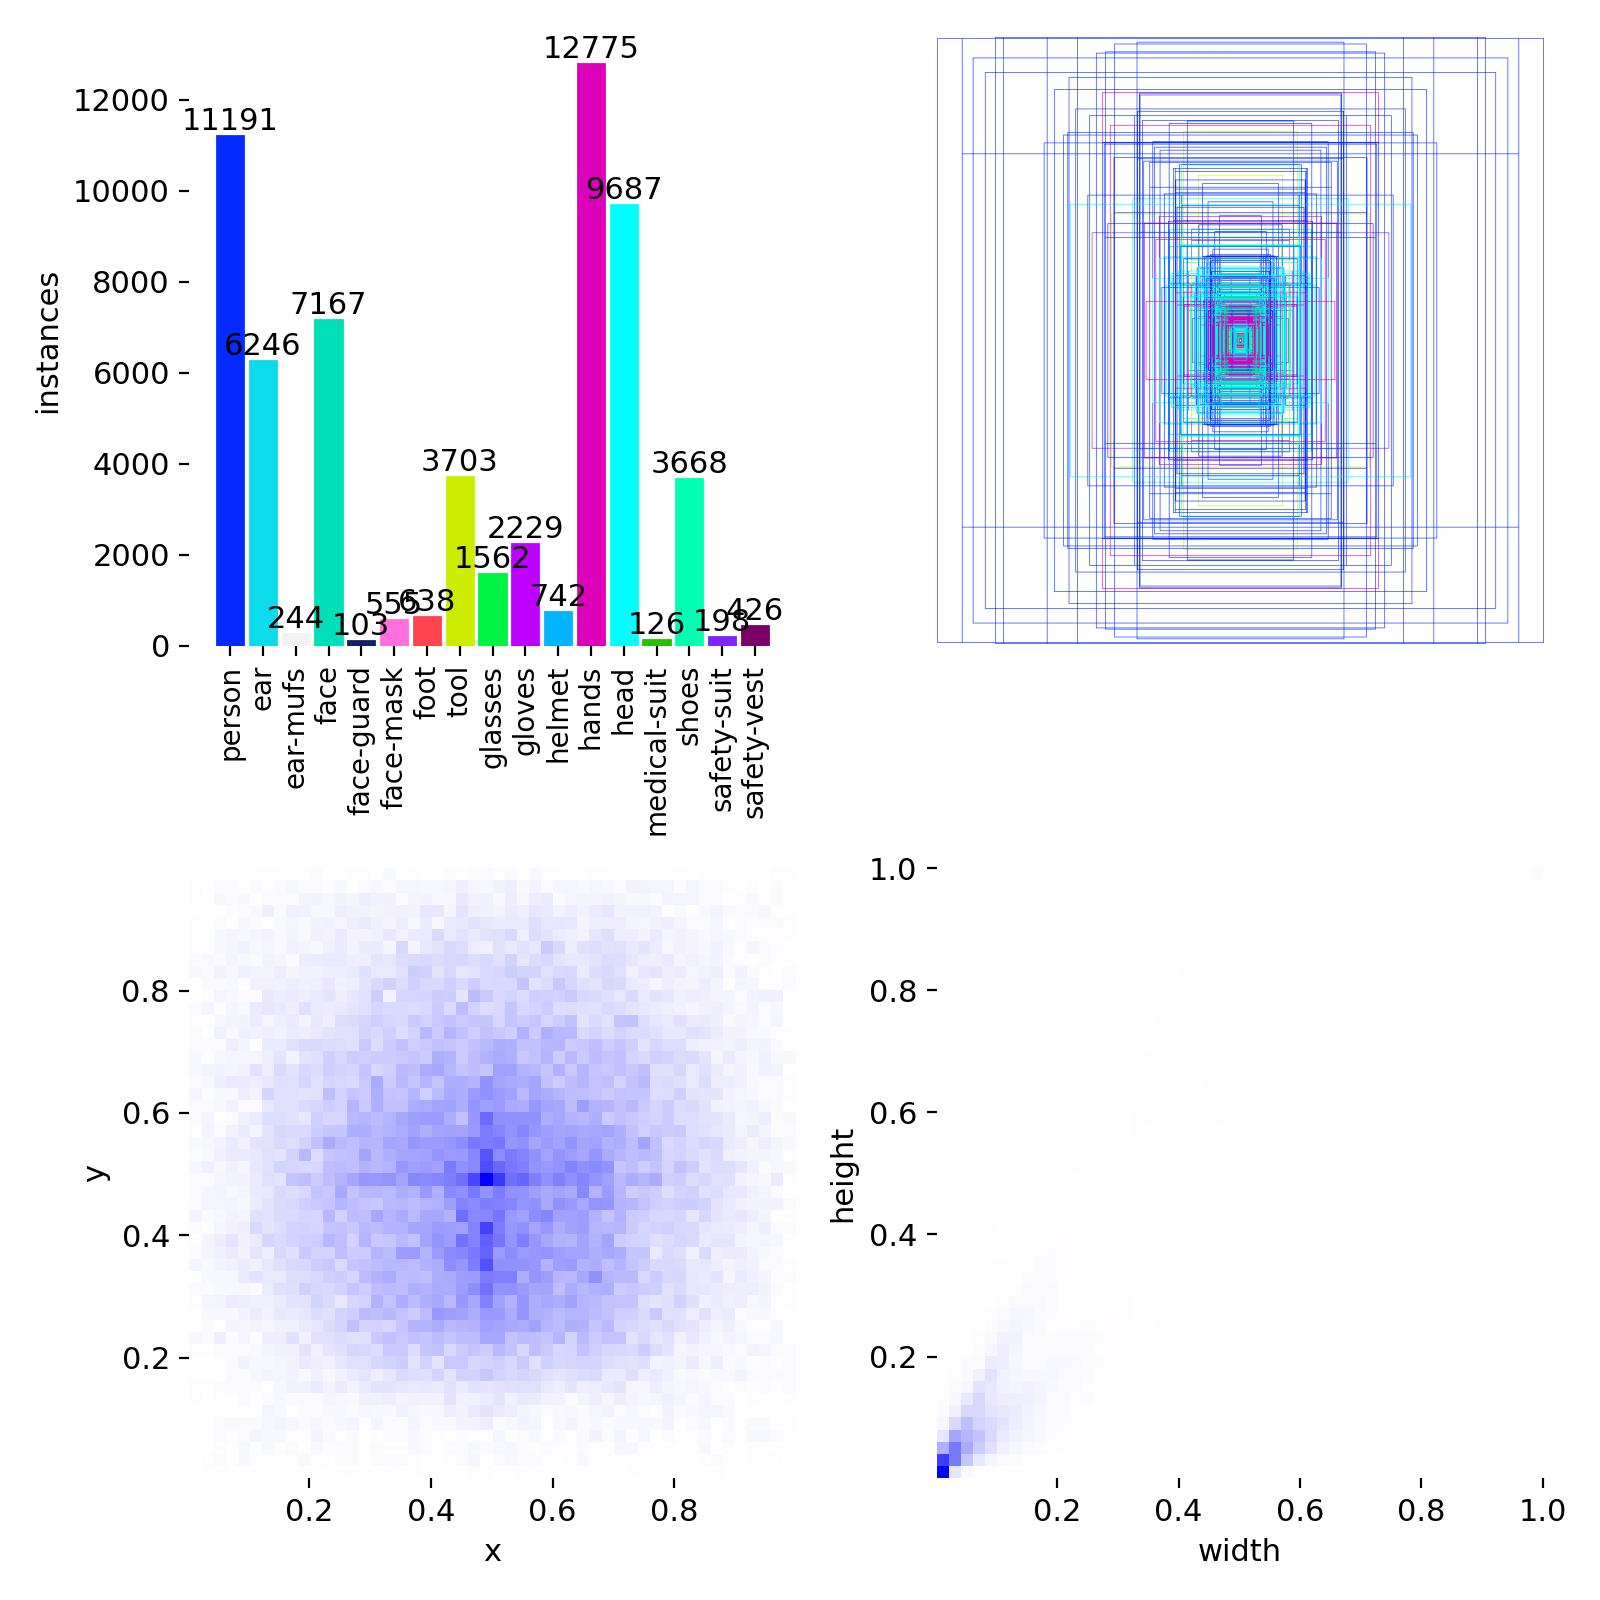 12775
11191
9687
7167
6246
3703
3668
2229
1562
742
638
555
426
244
103
126
198
12000
10000
8000
6000
4000
2000
0
instances
person
ear
ear-mufs
face
face-guard
face-mask
foot
tool
glasses
gloves
helmet
hands
head
medical-suit
shoes
safety-suit
safety-vest
0.8
0.6
0.4
0.2
y
0.2 0.4 0.6 0.8
x
1.0
0.8
0.6
0.4
0.2
height
0.2 0.4 0.6 0.8 1.0
width